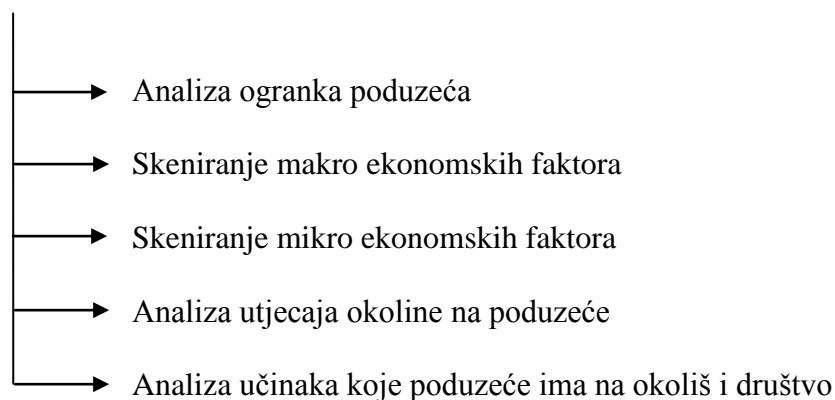 Analiza ogranka poduzeća
Skeniranje makro ekonomskih faktora
Skeniranje mikro ekonomskih faktora
Analiza utjecaja okoline na poduzeće
Analiza učinaka koje poduzeće ima na okoliš i društvo